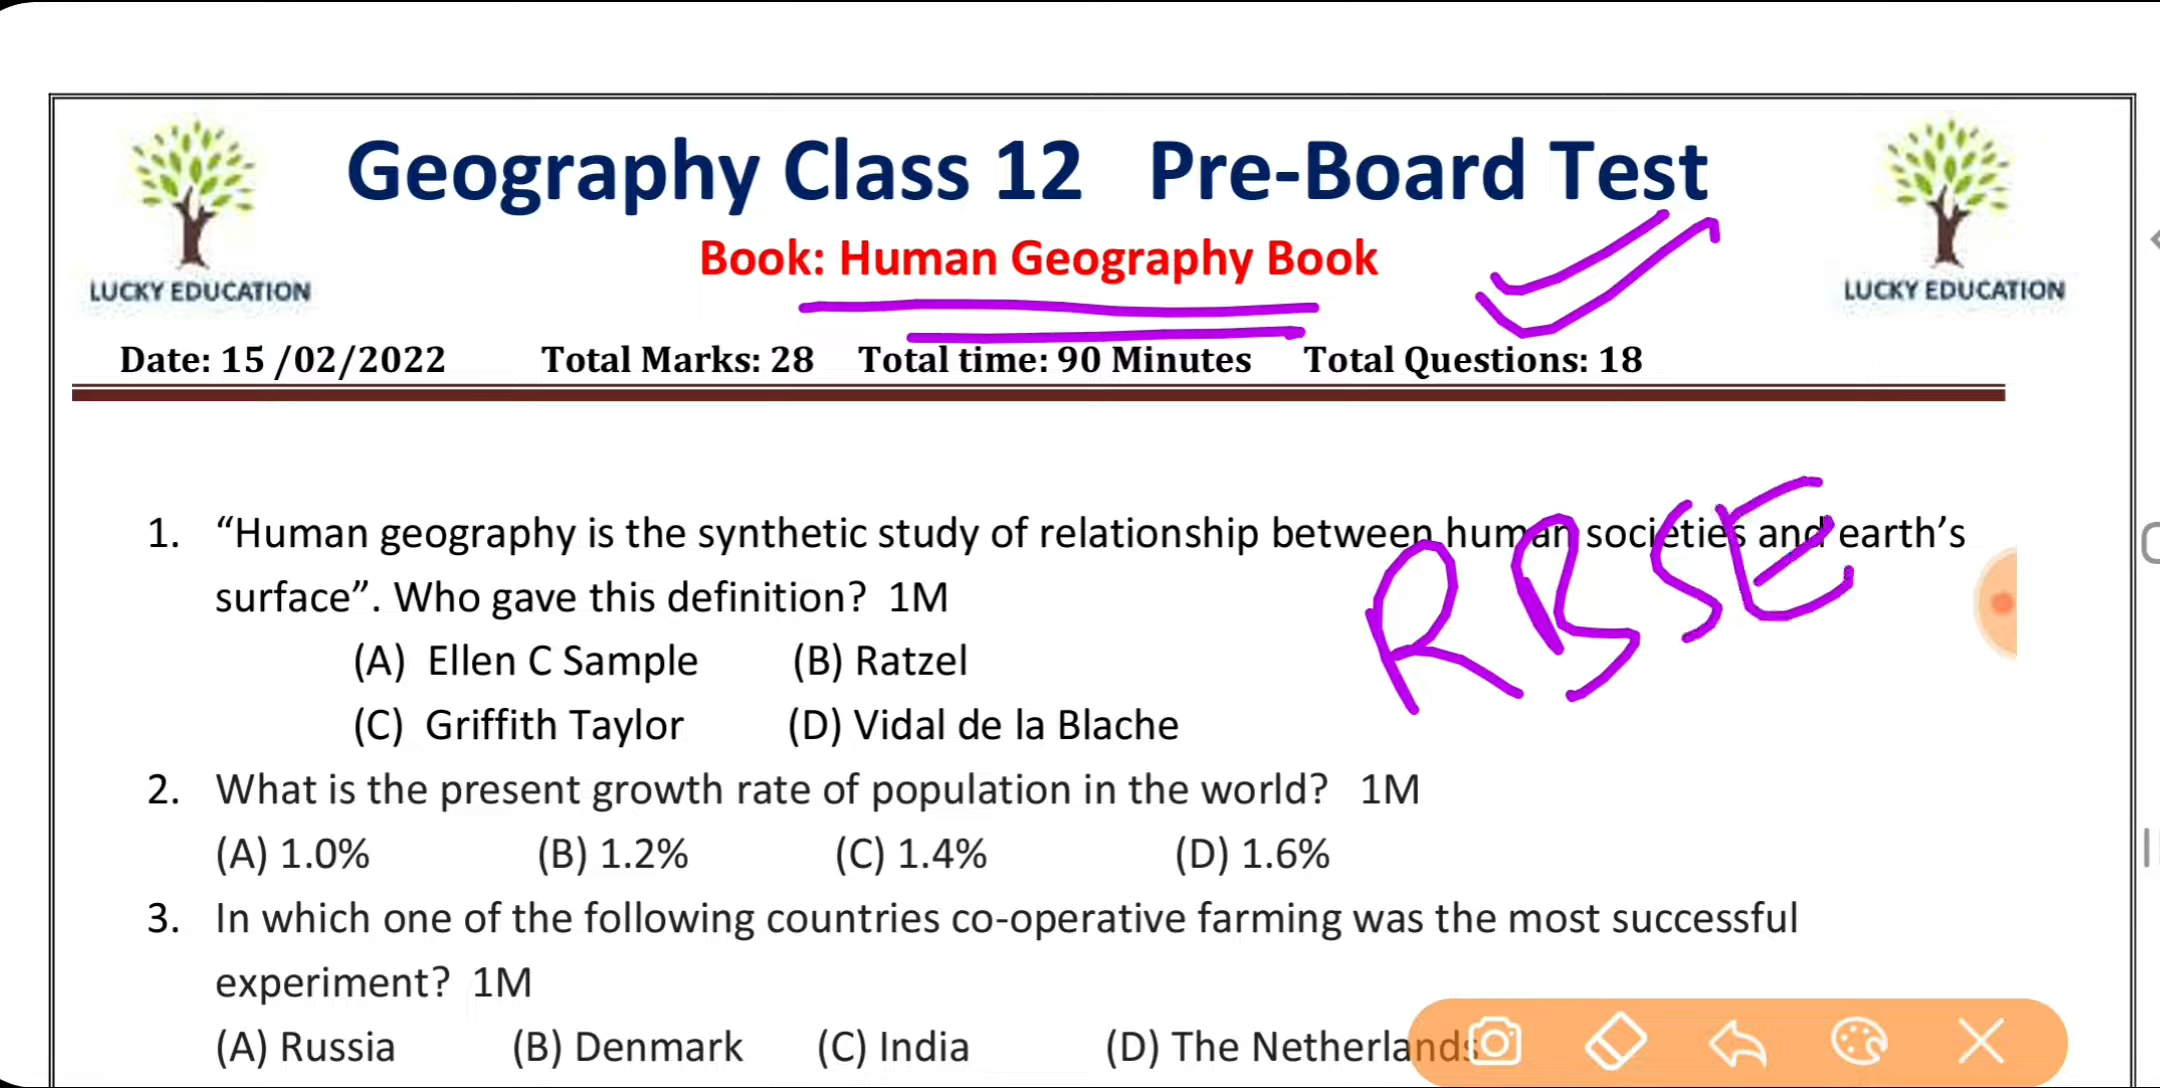 Geography Class 12 Pre-Board Test
LUCKY EDUCATION
Book: Human Geography Book
LUCKY EDUCATION
Date: 15 /02/2022 Total Marks: 28 Total time: 90 Minutes Total Questions: 18
RBSE
1. “Human geography is the synthetic study of relationship between human societies and earth’s
surface”. Who gave this definition? 1M
(A) Ellen C Sample (B) Ratzel
(C) Griffith Taylor (D) Vidal de la Blache
2. What is the present growth rate of population in the world? 1M
(A) 1.0% (B) 1.2% (C) 1.4% (D) 1.6%
3. In which one of the following countries co-operative farming was the most successful
experiment? 1M
(A) Russia (B) Denmark (C) India (D) The Netherlands